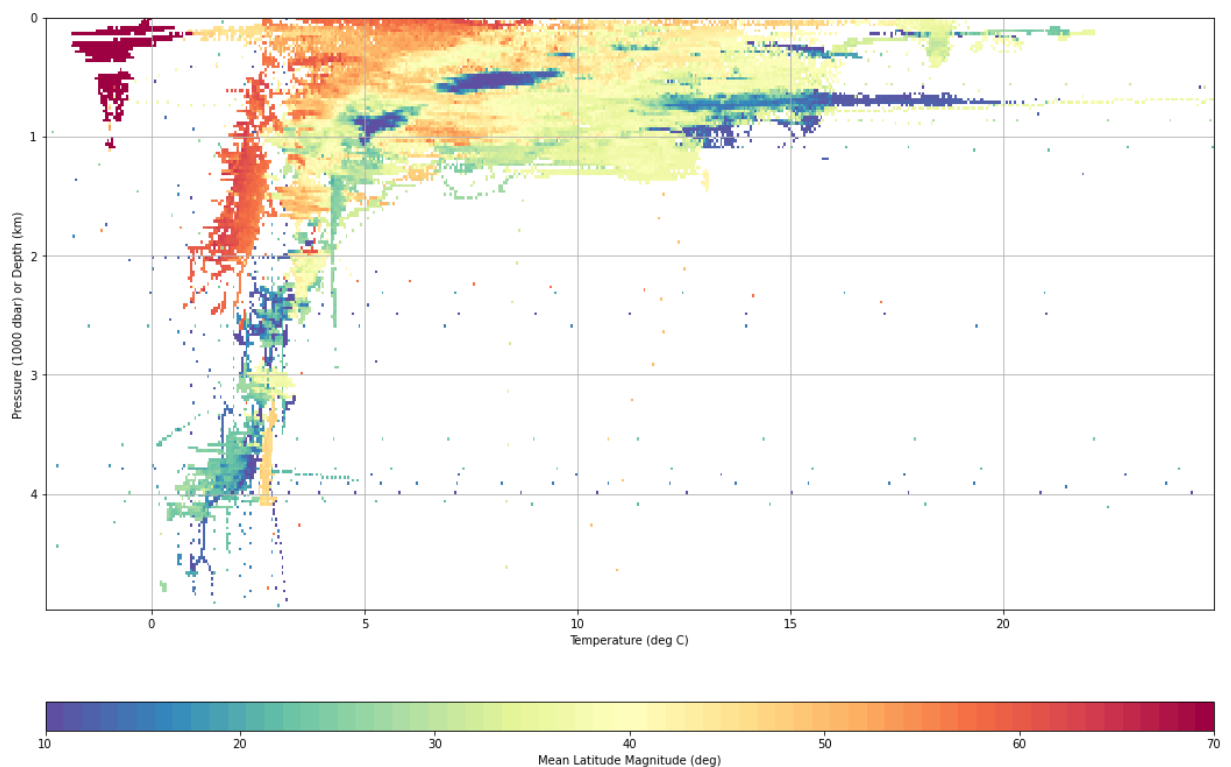 0
1
2
3
4
Pressure (1000 dbar) or Depth (km)
0 5 10 15 20
Temperature (deg C)
10 20 30 40 50 60 70
Mean Latitude Magnitude (deg)